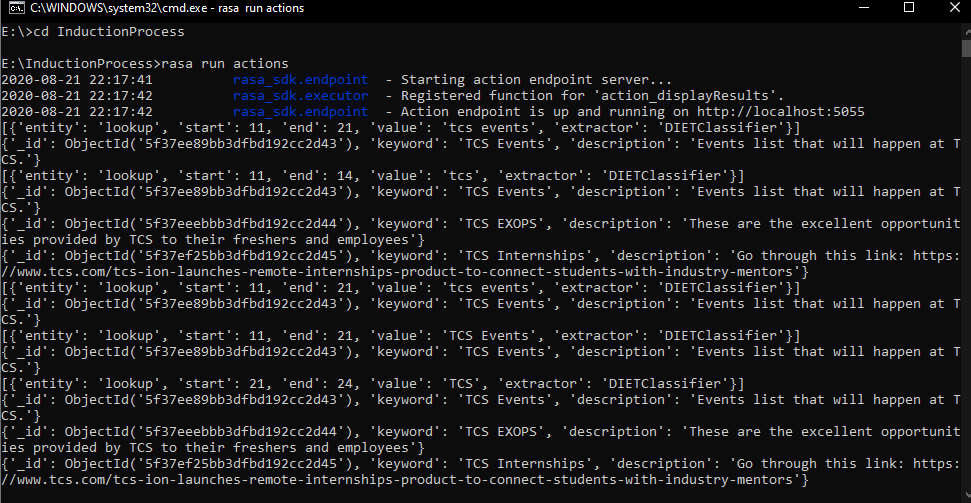 C:\WINDOWS\system32\cmd.exe - rasa run actions
E:\>cd InductionProcess
E:\InductionProcess>rasa run actions
2020-08-21 22:17:41 rasa_sdk.endpoint - Starting action endpoint server...
2020-08-21 22:17:42 rasa_sdk.executor - Registered function for 'action_displayResults'.
2020-08-21 22:17:42 rasa_sdk.endpoint - Action endpoint is up and running on http://localhost:5055
[{'entity': 'lookup', 'start': 11, 'end': 21, 'value': 'tcs events', 'extractor': 'DIETClassifier'}]
{'_id': ObjectId('5f37ee89bb3dfbd192cc2d43'), 'keyword': 'TCS Events', 'description': 'Events list that will happen at T
CS.'}
[{'entity': 'lookup', 'start': 11, 'end': 14, 'value': 'tcs', 'extractor': 'DIETClassifier'}]
{'_id': ObjectId('5f37ee89bb3dfbd192cc2d43'), 'keyword': 'TCS Events', 'description': 'Events list that will happen at T
CS.'}
{'_id': ObjectId('5f37eeebbb3dfbd192cc2d44'), 'keyword': 'TCS EXOPS', 'description': 'These are the excellent opportunit
ies provided by TCS to their freshers and employees'}
{'_id': ObjectId('5f37ef25bb3dfbd192cc2d45'), 'keyword': 'TCS Internships', 'description': 'Go through this link: https:
//www.tcs.com/tcs-ion-launches-remote-internships-product-to-connect-students-with-industry-mentors'}
[{'entity': 'lookup', 'start': 11, 'end': 21, 'value': 'tcs events', 'extractor': 'DIETClassifier'}]
{'_id': ObjectId('5f37ee89bb3dfbd192cc2d43'), 'keyword': 'TCS Events', 'description': 'Events list that will happen at T
CS.'}
[{'entity': 'lookup', 'start': 11, 'end': 21, 'value': 'TCS Events', 'extractor': 'DIETClassifier'}]
{'_id': ObjectId('5f37ee89bb3dfbd192cc2d43'), 'keyword': 'TCS Events', 'description': 'Events list that will happen at T
CS.'}
[{'entity': 'lookup', 'start': 21, 'end': 24, 'value': 'TCS', 'extractor': 'DIETClassifier'}]
{'_id': ObjectId('5f37ee89bb3dfbd192cc2d43'), 'keyword': 'TCS Events', 'description': 'Events list that will happen at T
CS.'}
{'_id': ObjectId('5f37eeebbb3dfbd192cc2d44'), 'keyword': 'TCS EXOPS', 'description': 'These are the excellent opportunit
ies provided by TCS to their freshers and employees'}
{'_id': ObjectId('5f37ef25bb3dfbd192cc2d45'), 'keyword': 'TCS Internships', 'description': 'Go through this link: https:
//www.tcs.com/tcs-ion-launches-remote-internships-product-to-connect-students-with-industry-mentors'}